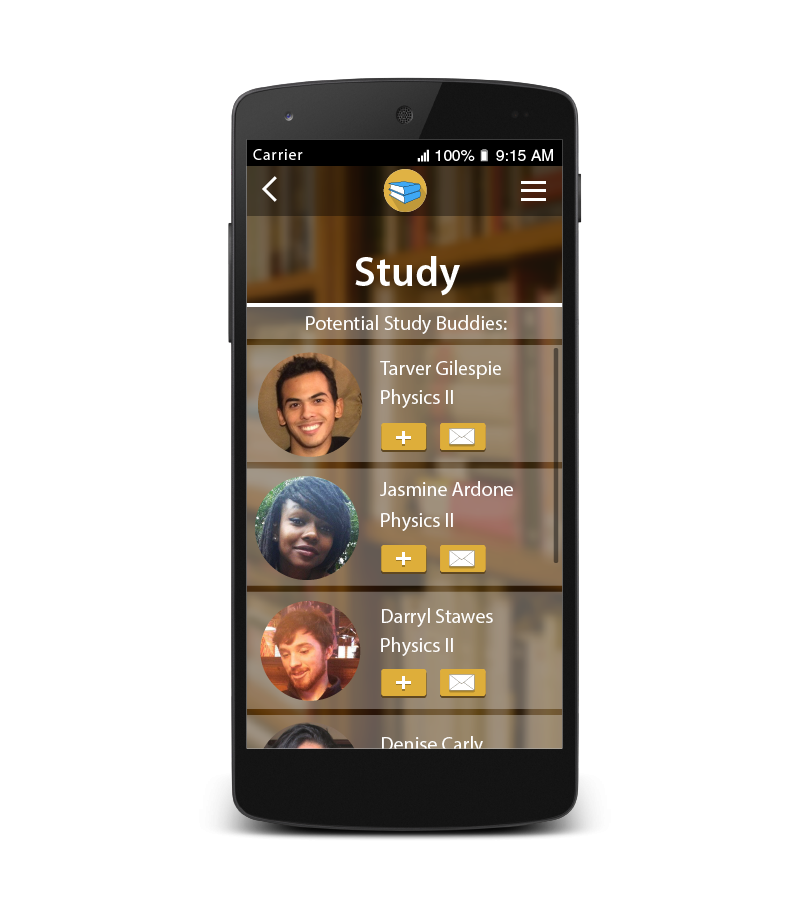 Carrier 100% 9:15 AM
Study
Potential Study Buddies:
Tarver Gilespie
Physics II
Jasmine Ardone
Physics II
Darryl Stawes
Physics II
Denise Carly